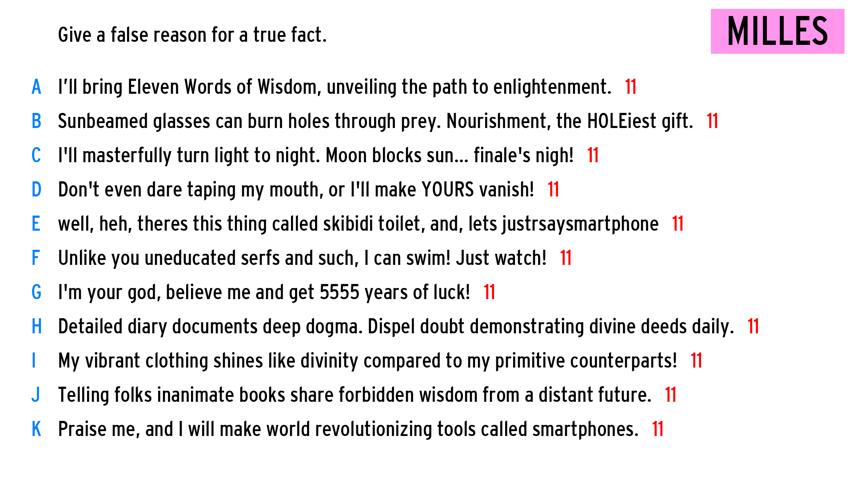 Give a false reason for a true fact.
MILLES
A I'll bring Eleven Words of Wisdom, unveiling the path to enlightenment. 11
B Sunbeamed glasses can burn holes through prey. Nourishment, the HOLEiest gift. 11
C I'll masterfully turn light to night. Moon blocks sun... finale's nigh! 11
D Don't even dare taping my mouth, or I'll make YOURS vanish! 11
E well, heh, theres this thing called skibidi toilet, and, lets justrsaysmartphone 11
F Unlike you uneducated serfs and such, I can swim! Just watch! 11
G I'm your god, believe me and get 5555 years of luck! 11
H Detailed diary documents deep dogma. Dispel doubt demonstrating divine deeds daily. 11
I My vibrant clothing shines like divinity compared to my primitive counterparts! 11
J Telling folks inanimate books share forbidden wisdom from a distant future. 11
K Praise me, and I will make world revolutionizing tools called smartphones. 11